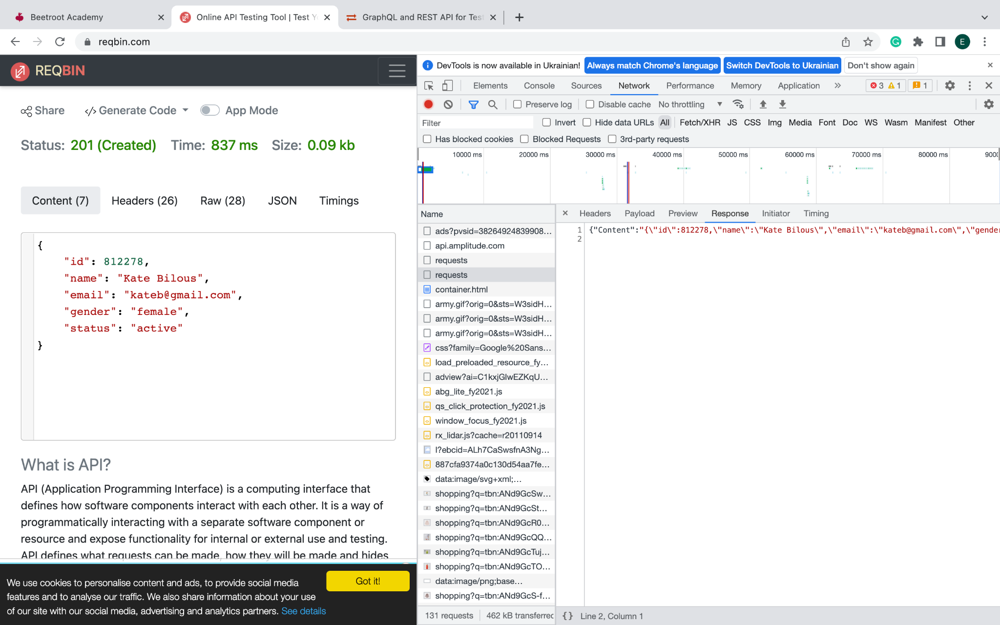 Beetroot Academy
Online API Testing Tool | Test Y
GraphQL and REST API for Test
reqbin.com
E
REQBIN
Share
Generate Code
App Mode
Status: 201 (Created) Time: 837 ms Size: 0.09 kb
Content (7) Headers (26) Raw (28) JSON Timings
{
"id": 812278,
"name": "Kate Bilous",
"email": "kateb@gmail.com",
"gender": "female",
"status": "active"
}
What is API?
API (Application Programming Interface) is a computing interface that
defines how software components interact with each other. It is a way of
programmatically interacting with a separate software component or
resource and expose functionality for internal or external use and testing.
API defines what requests can be made, how they will be made and hides
We use cookies to personalise content and ads, to provide social media
features and to analyse our traffic. We also share information about your use
of our site with our social media, advertising and analytics partners. See details
Got it!
DevTools is now available in Ukrainian! Always match Chrome's language Switch DevTools to Ukrainian Don't show again
Elements Console Sources Network Performance Memory Application 3 1 1
Preserve log Disable cache No throttling
Filter Invert Hide data URLs All Fetch/XHR JS CSS Img Media Font Doc WS Wasm Manifest Other
Has blocked cookies Blocked Requests 3rd-party requests
10000 ms 20000 ms 30000 ms 40000 ms 50000 ms 60000 ms 70000 ms 80000 ms 9000
Name
ads?pvsid=38264924839908...
api.amplitude.com
requests
requests
container.html
army.gif?orig=0&sts=W3sidH...
army.gif?orig=0&sts=W3sidH...
army.gif?orig=0&sts=W3sidH...
css?family=Google%20Sans...
load_preloaded_resource_fy...
adview?ai=C1kxjGlwEZKqU...
abg_lite_fy2021.js
qs_click_protection_fy2021.js
window_focus_fy2021.js
rx_lidar.js?cache=r20110914
l?ebcid=ALh7CaSwsfnA3Ng...
887cfa9374a0c130d54aa7fe...
data:image/svg+xml;...
shopping?q=tbn:ANd9GcSw...
shopping?q=tbn:ANd9GcSt...
shopping?q=tbn:ANd9GcR0...
shopping?q=tbn:ANd9GcQQ...
shopping?q=tbn:ANd9GcTuj...
shopping?q=tbn:ANd9GcTO...
data:image/png;base...
shopping?q=tbn:ANd9GcS-f...
131 requests 462 kB transferred
Headers Payload Preview Response Initiator Timing
1 {"Content":"{\"id\":812278,\"name\":\"Kate Bilous\",\"email\":\"kateb@gmail.com\",\"gender
2
{} Line 2, Column 1